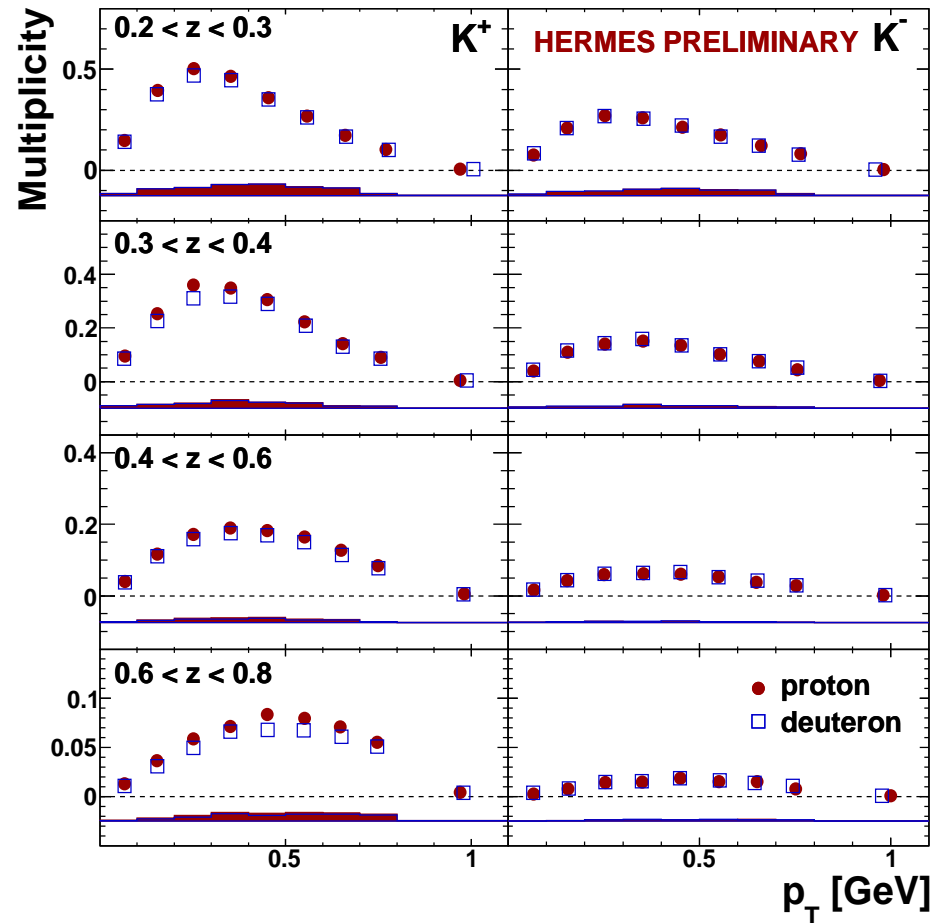 0.2 < z < 0.3
K+
HERMES PRELIMINARY K-
Multiplicity
0.5
0
0.3 < z < 0.4
0.4
0.2
0
0.4 < z < 0.6
0.4
0.2
0
0.6 < z < 0.8
0.1
0.05
0
proton
deuteron
0.5
1
0.5
1
p_T [GeV]